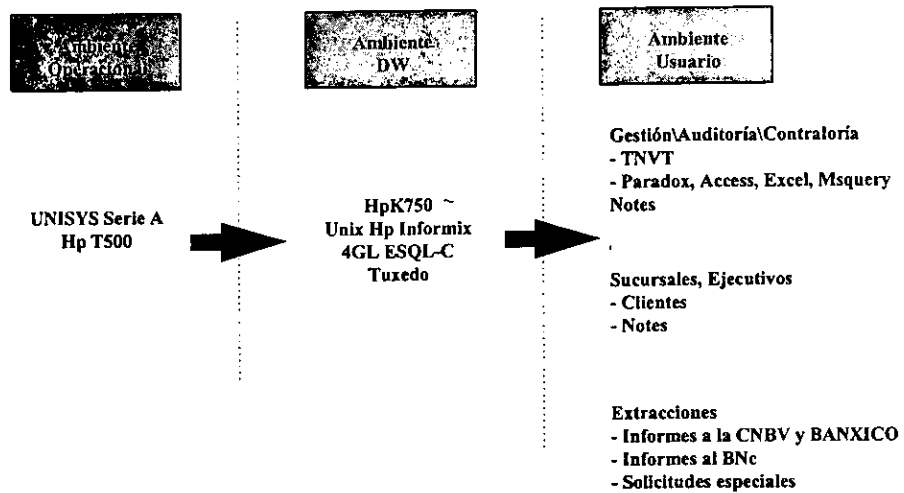 Ambiente
Operacional
Ambiente
DW
Ambiente
Usuario
UNISYS Serie A
Hp T500
HpK750 ~
Unix Hp Informix
4GL ESQL-C
Tuxedo
Gestión\Auditoría\Contraloría
- TNVT
- Paradox, Access, Excel, Msquery
Notes
Sucursales, Ejecutivos
- Clientes
- Notes
Extracciones
- Informes a la CNBV y BANXICO
- Informes al BNc
- Solicitudes especiales